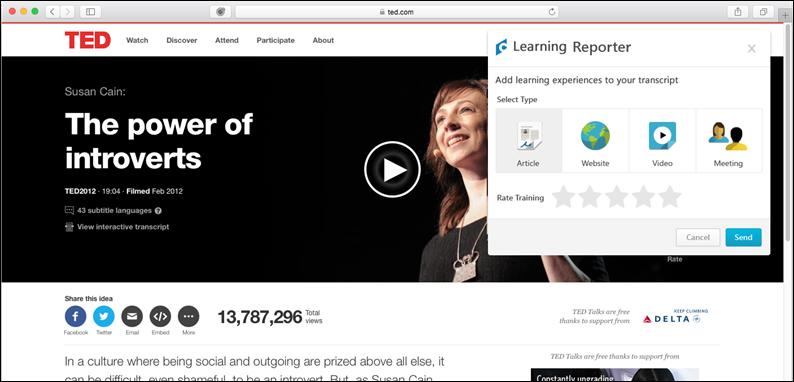 ted.com
TED
Watch
Discover
Attend
Participate
About
Susan Cain:
The power of
introverts
TED2012 · 19:04 · Filmed Feb 2012
43 subtitle languages ?
View interactive transcript
Learning Reporter
Add learning experiences to your transcript
Select Type
Article
Website
Video
Meeting
Rate Training
Cancel
Send
Rate
Share this idea
Facebook
Twitter
Email
Embed
More
13,787,296 Total
views
TED Talks are free
thanks to support from
KEEP CLIMBING
DELTA
In a culture where being social and outgoing are prized above all else, it
can be difficult, even shameful, to be an introvert. But, as Susan Cain
TED Talks are free thanks to support from
Constantly upgrading